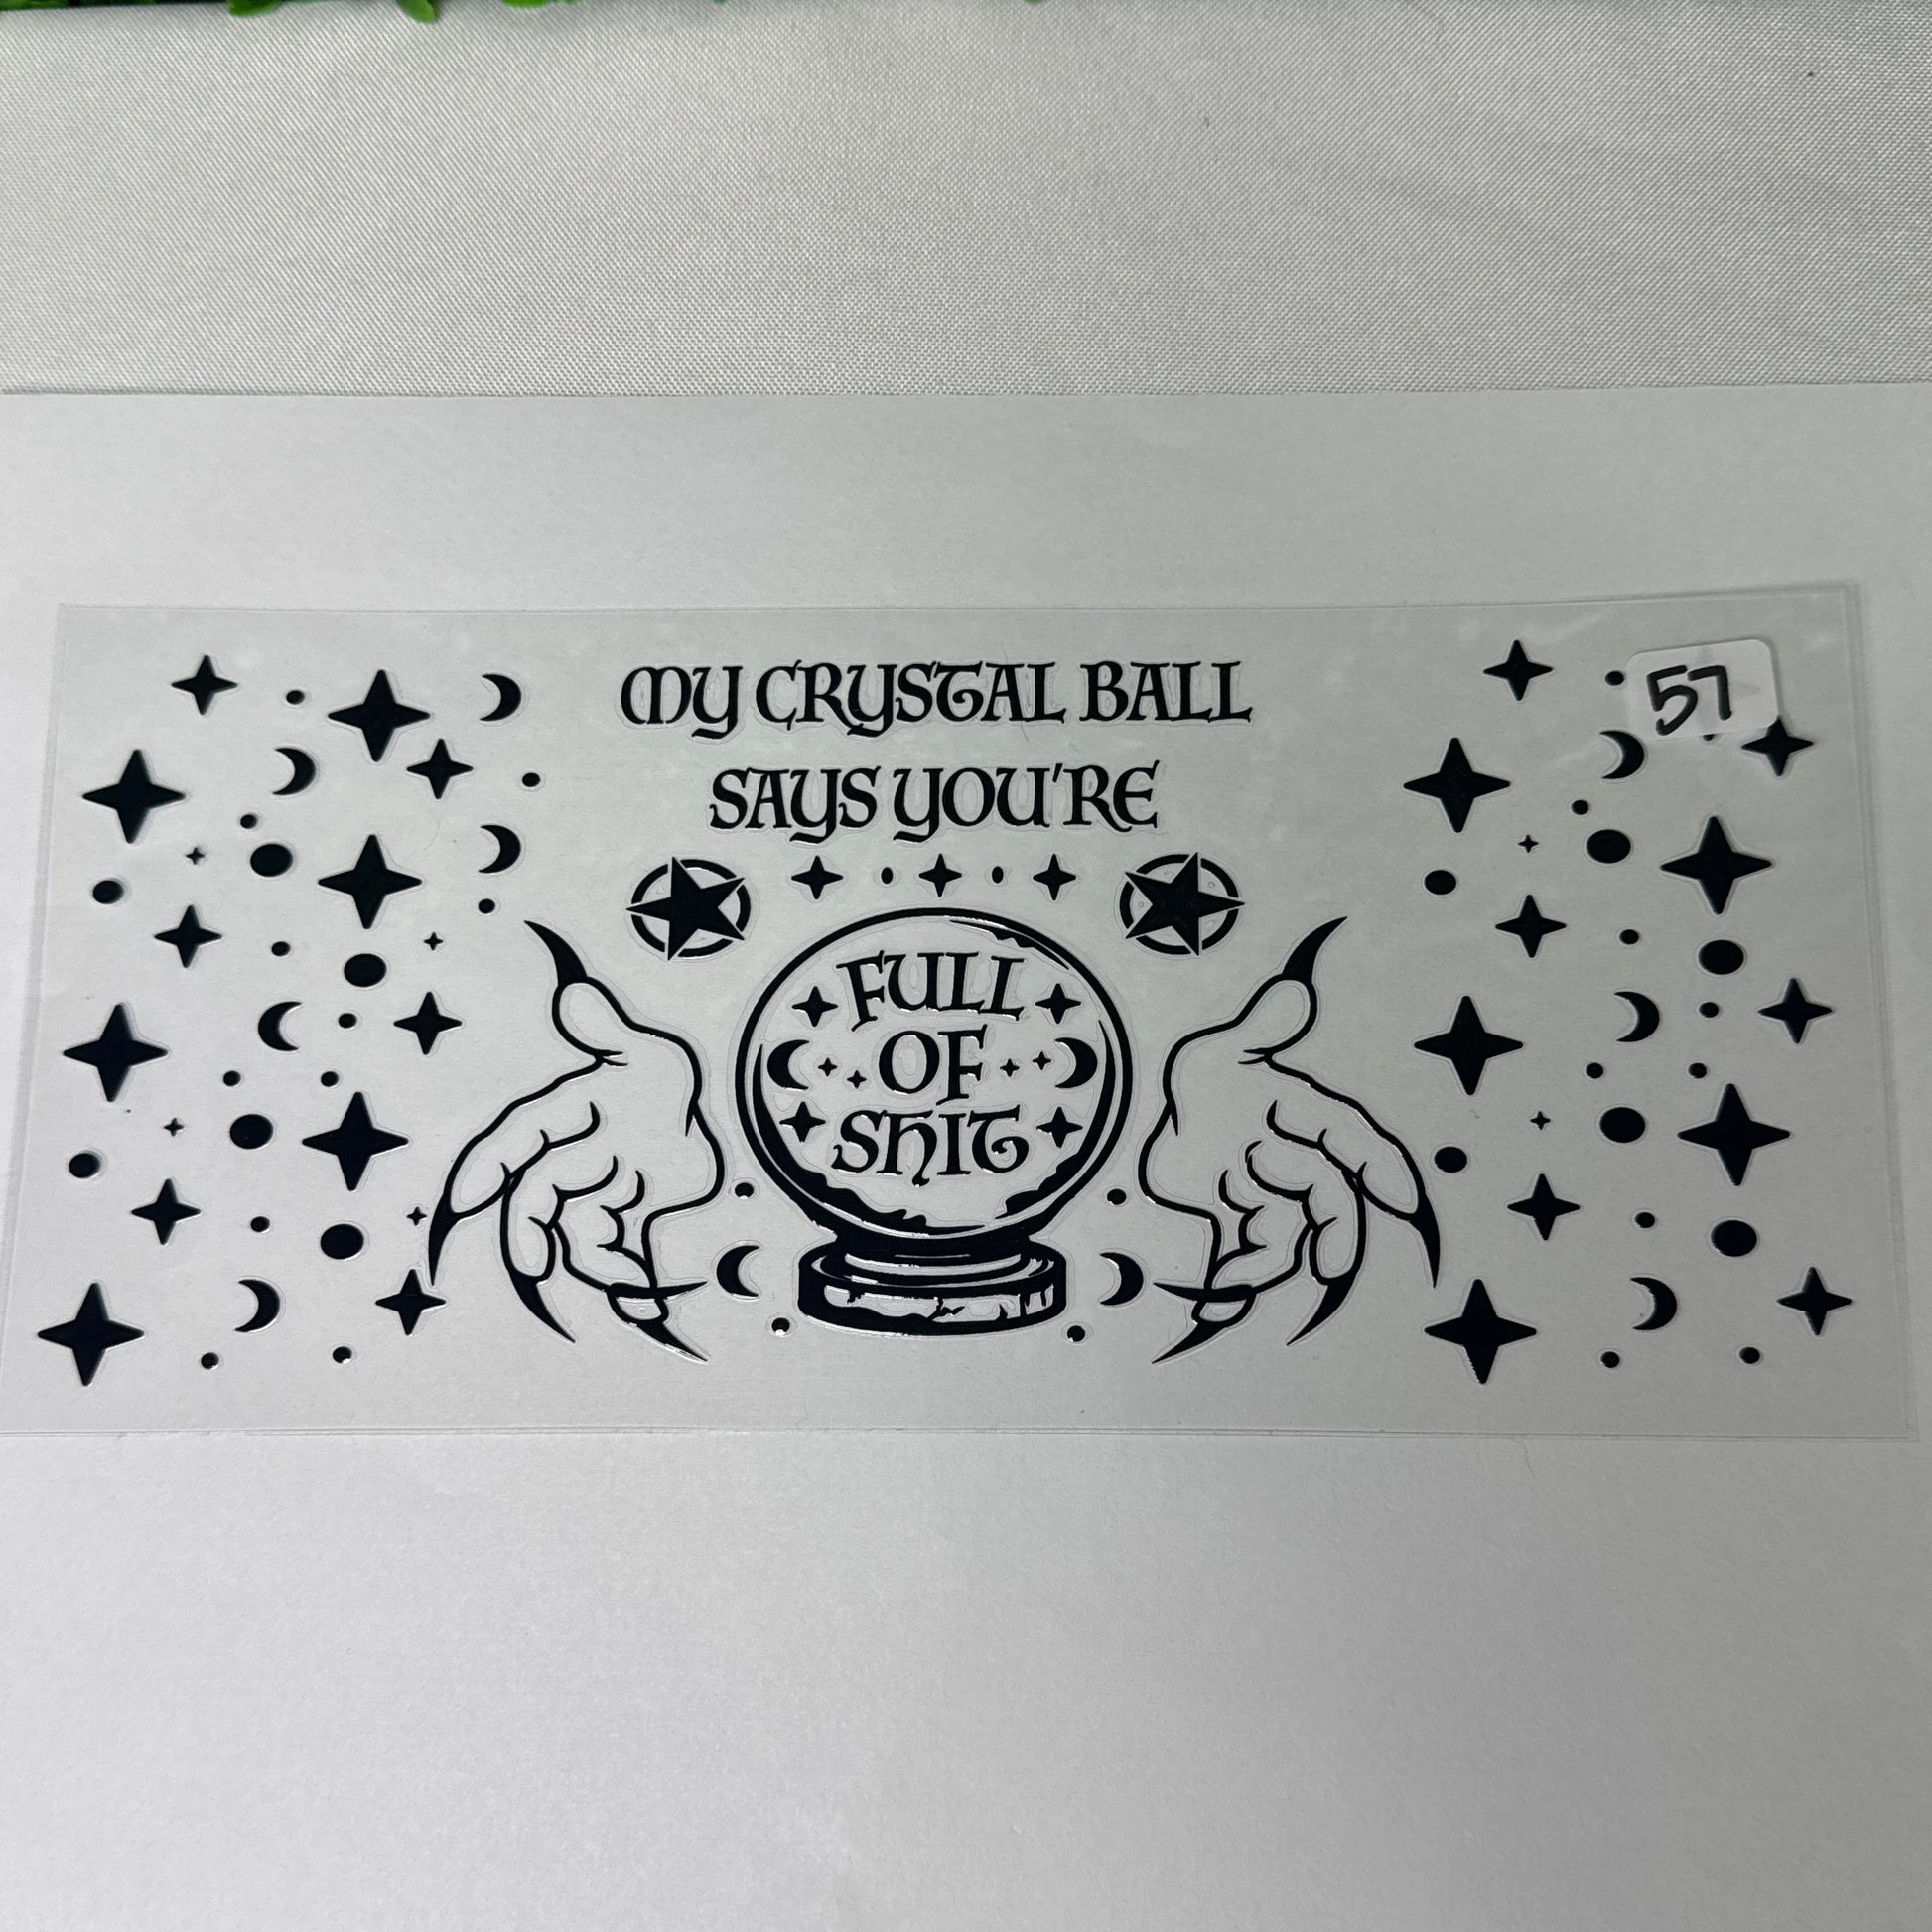 MY CRYSTAL BALL
57
SAYS YOU'RE
FULL
OF
SHIT